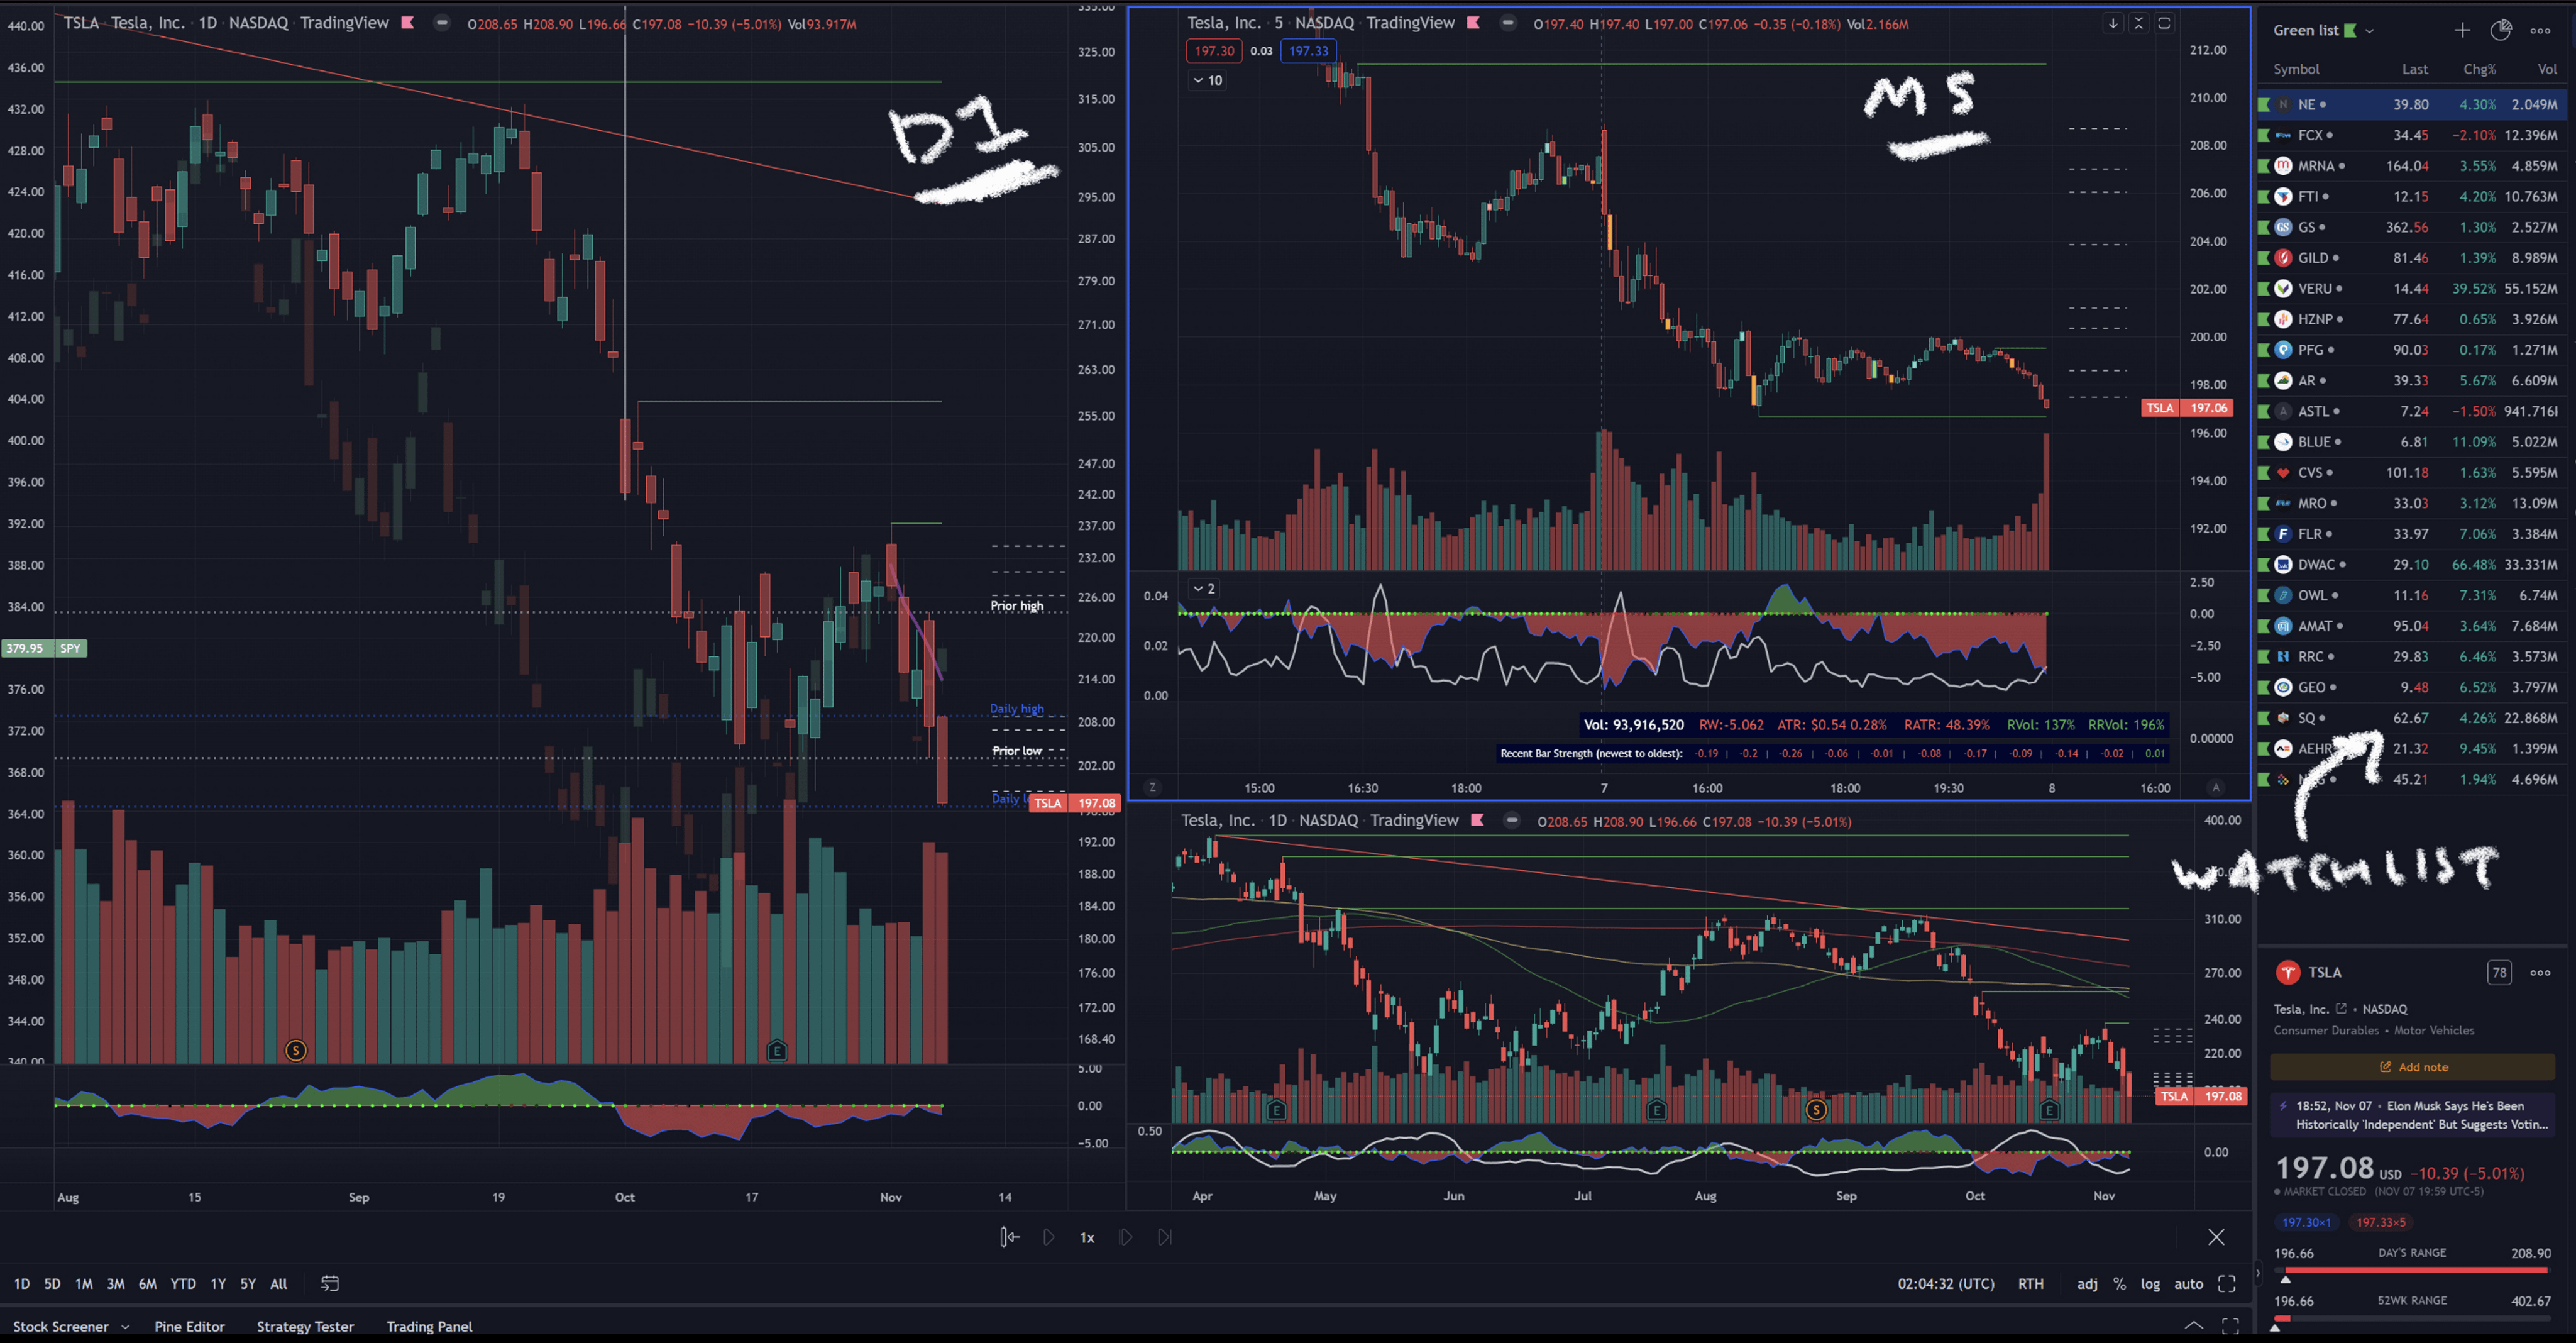 TSLA · Tesla, Inc. · 1D · NASDAQ · TradingView
O208.65 H208.90 L196.66 C197.08 −10.39 (−5.01%) Vol93.917M
440.00
436.00
432.00
428.00
424.00
420.00
416.00
412.00
408.00
404.00
400.00
396.00
392.00
388.00
384.00
379.95 SPY
376.00
372.00
368.00
364.00
360.00
356.00
352.00
348.00
344.00
340.00
335.00
325.00
315.00
305.00
295.00
287.00
279.00
271.00
263.00
255.00
247.00
242.00
237.00
232.00
226.00
220.00
214.00
208.00
202.00
TSLA 197.08
192.00
188.00
184.00
180.00
176.00
172.00
168.40
5.00
0.00
−5.00
D1
Prior high
Daily high
Prior low
Daily
S
E
Aug 15 Sep 19 Oct 17 Nov 14
Tesla, Inc. · 5 · NASDAQ · TradingView
O197.40 H197.40 L197.00 C197.06 −0.35 (−0.18%) Vol2.166M
197.30 0.03 197.33
10
M5
212.00
210.00
208.00
206.00
204.00
202.00
200.00
198.00
TSLA 197.06
196.00
194.00
192.00
2
0.04
0.02
0.00
2.50
0.00
−2.50
−5.00
0.00000
Vol: 93,916,520 RW:-5.062 ATR: $0.54 0.28% RATR: 48.39% RVol: 137% RRVol: 196%
Recent Bar Strength (newest to oldest): -0.19 | -0.2 | -0.26 | -0.06 | -0.01 | -0.08 | -0.17 | -0.09 | -0.14 | -0.02 | 0.01
Z 15:00 16:30 18:00 7 16:00 18:00 19:30 8 16:00 A
Tesla, Inc. · 1D · NASDAQ · TradingView
O208.65 H208.90 L196.66 C197.08 −10.39 (−5.01%)
400.00
310.00
270.00
240.00
220.00
TSLA 197.08
E E S E
0.50
0.00
Apr May Jun Jul Aug Sep Oct Nov
1x
1D 5D 1M 3M 6M YTD 1Y 5Y All
02:04:32 (UTC) RTH adj % log auto
Stock Screener Pine Editor Strategy Tester Trading Panel
Green list
Symbol Last Chg% Vol
NE 39.80 4.30% 2.049M
FCX 34.45 −2.10% 12.396M
MRNA 164.04 3.55% 4.859M
FTI 12.15 4.20% 10.763M
GS 362.56 1.30% 2.527M
GILD 81.46 1.39% 8.989M
VERU 14.44 39.52% 55.152M
HZNP 77.64 0.65% 3.926M
PFG 90.03 0.17% 1.271M
AR 39.33 5.67% 6.609M
ASTL 7.24 −1.50% 941.716
BLUE 6.81 11.09% 5.022M
CVS 101.18 1.63% 5.595M
MRO 33.03 3.12% 13.09M
FLR 33.97 7.06% 3.384M
DWAC 29.10 66.48% 33.331M
OWL 11.16 7.31% 6.74M
AMAT 95.04 3.64% 7.684M
RRC 29.83 6.46% 3.573M
GEO 9.48 6.52% 3.797M
SQ 62.67 4.26% 22.868M
AEHR 21.32 9.45% 1.399M
45.21 1.94% 4.696M
WATCHLIST
TSLA 78
Tesla, Inc. • NASDAQ
Consumer Durables • Motor Vehicles
Add note
18:52, Nov 07 • Elon Musk Says He's Been
Historically 'Independent' But Suggests Votin...
197.08 USD −10.39 (−5.01%)
MARKET CLOSED (NOV 07 19:59 UTC-5)
197.30×1 197.33×5
196.66 DAY'S RANGE 208.90
196.66 52WK RANGE 402.67